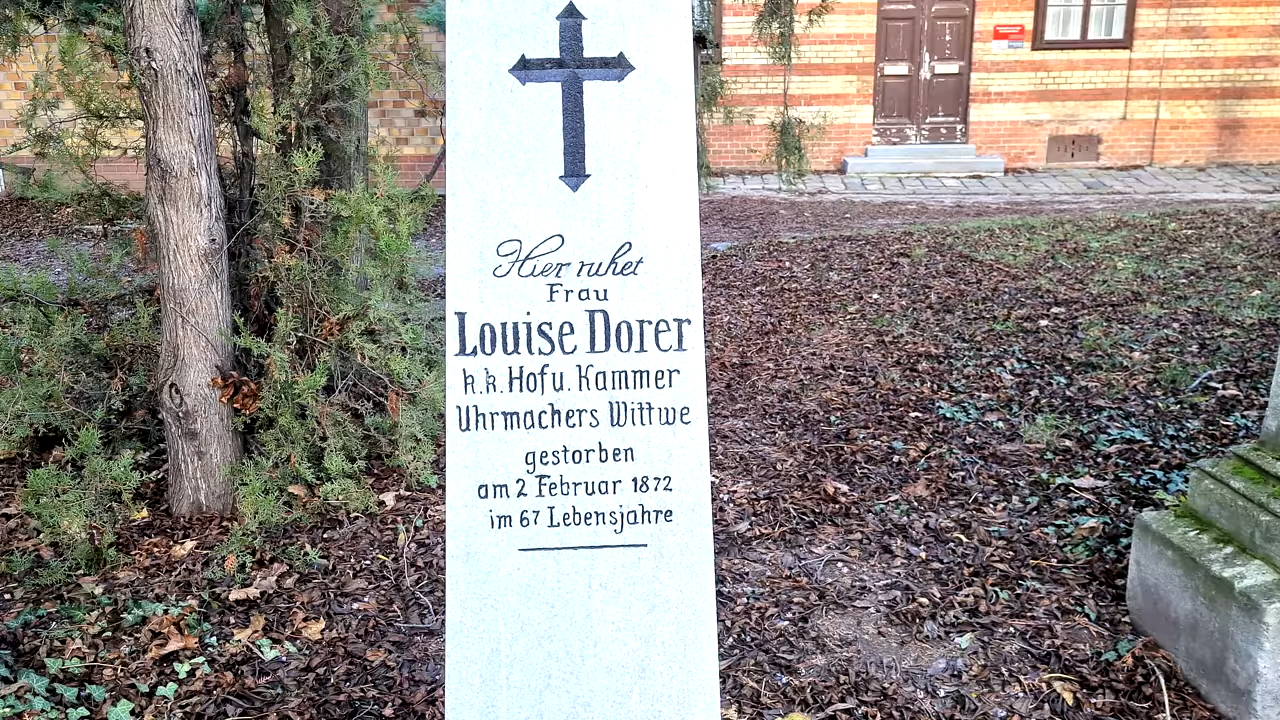 Hier ruhet
Frau
Louise Dorer
k.k. Hof u. Kammer
Uhrmachers Wittwe
gestorben
am 2 Februar 1872
im 67 Lebensjahre